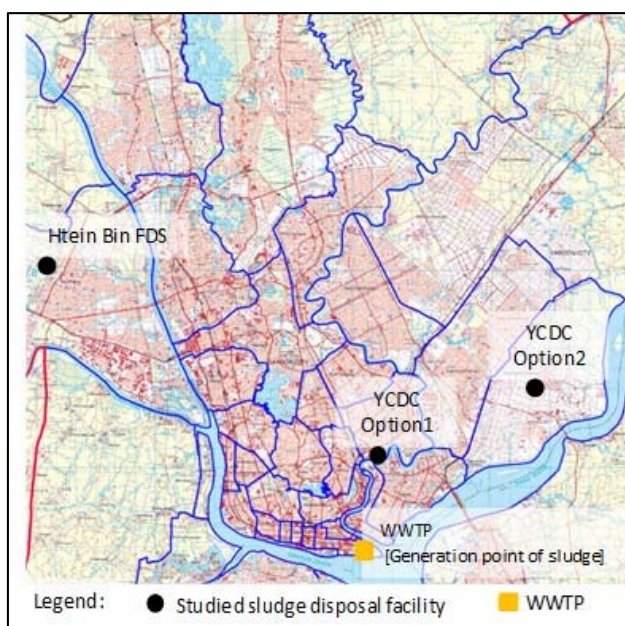 Htein Bin FDS
YCDC
Option2
YCDC
Option1
WWTP
[Generation point of sludge]
Legend:
Studied sludge disposal facility
WWTP